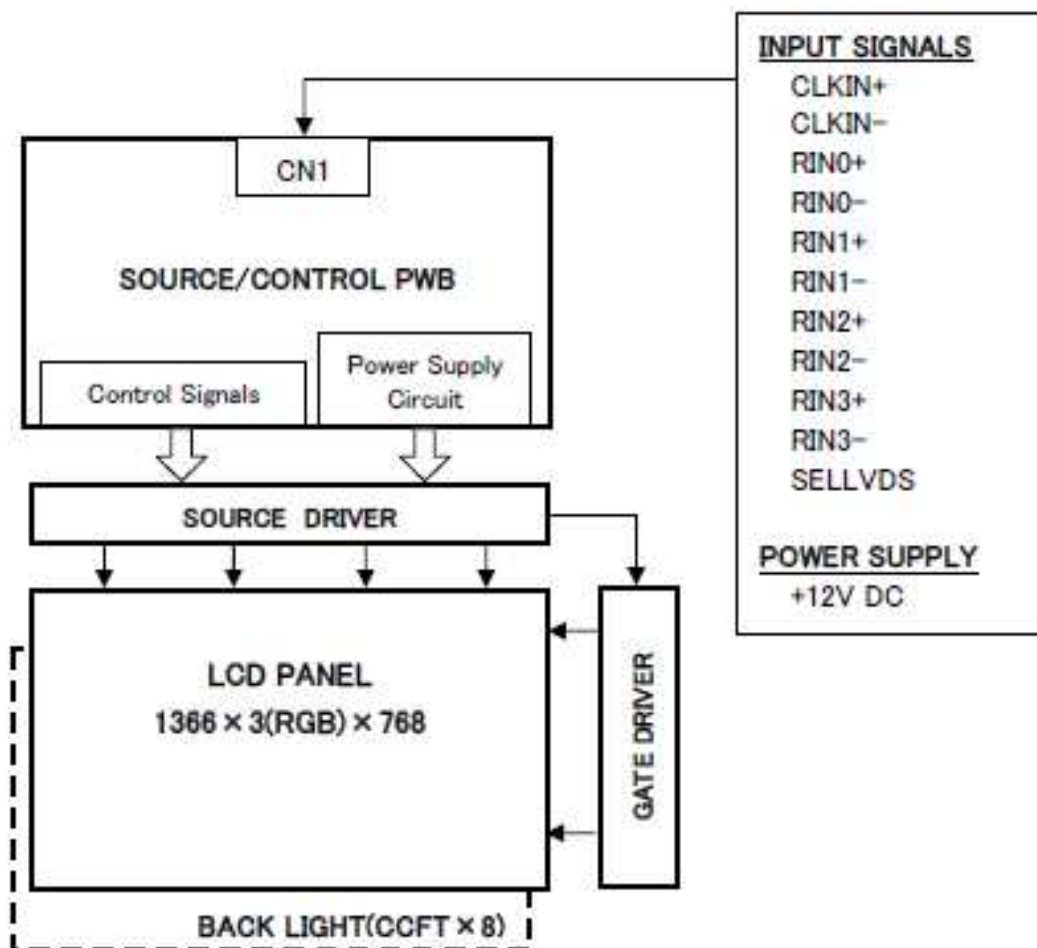 INPUT SIGNALS
CLKIN+
CLKIN-
RIN0+
RIN0-
RIN1+
RIN1-
RIN2+
RIN2-
RIN3+
RIN3-
SELLVDS
POWER SUPPLY
+12V DC
CN1
SOURCE/CONTROL PWB
Control Signals
Power Supply
Circuit
SOURCE DRIVER
LCD PANEL
1366×3(RGB)×768
GATE DRIVER
BACK LIGHT(CCFT×8)